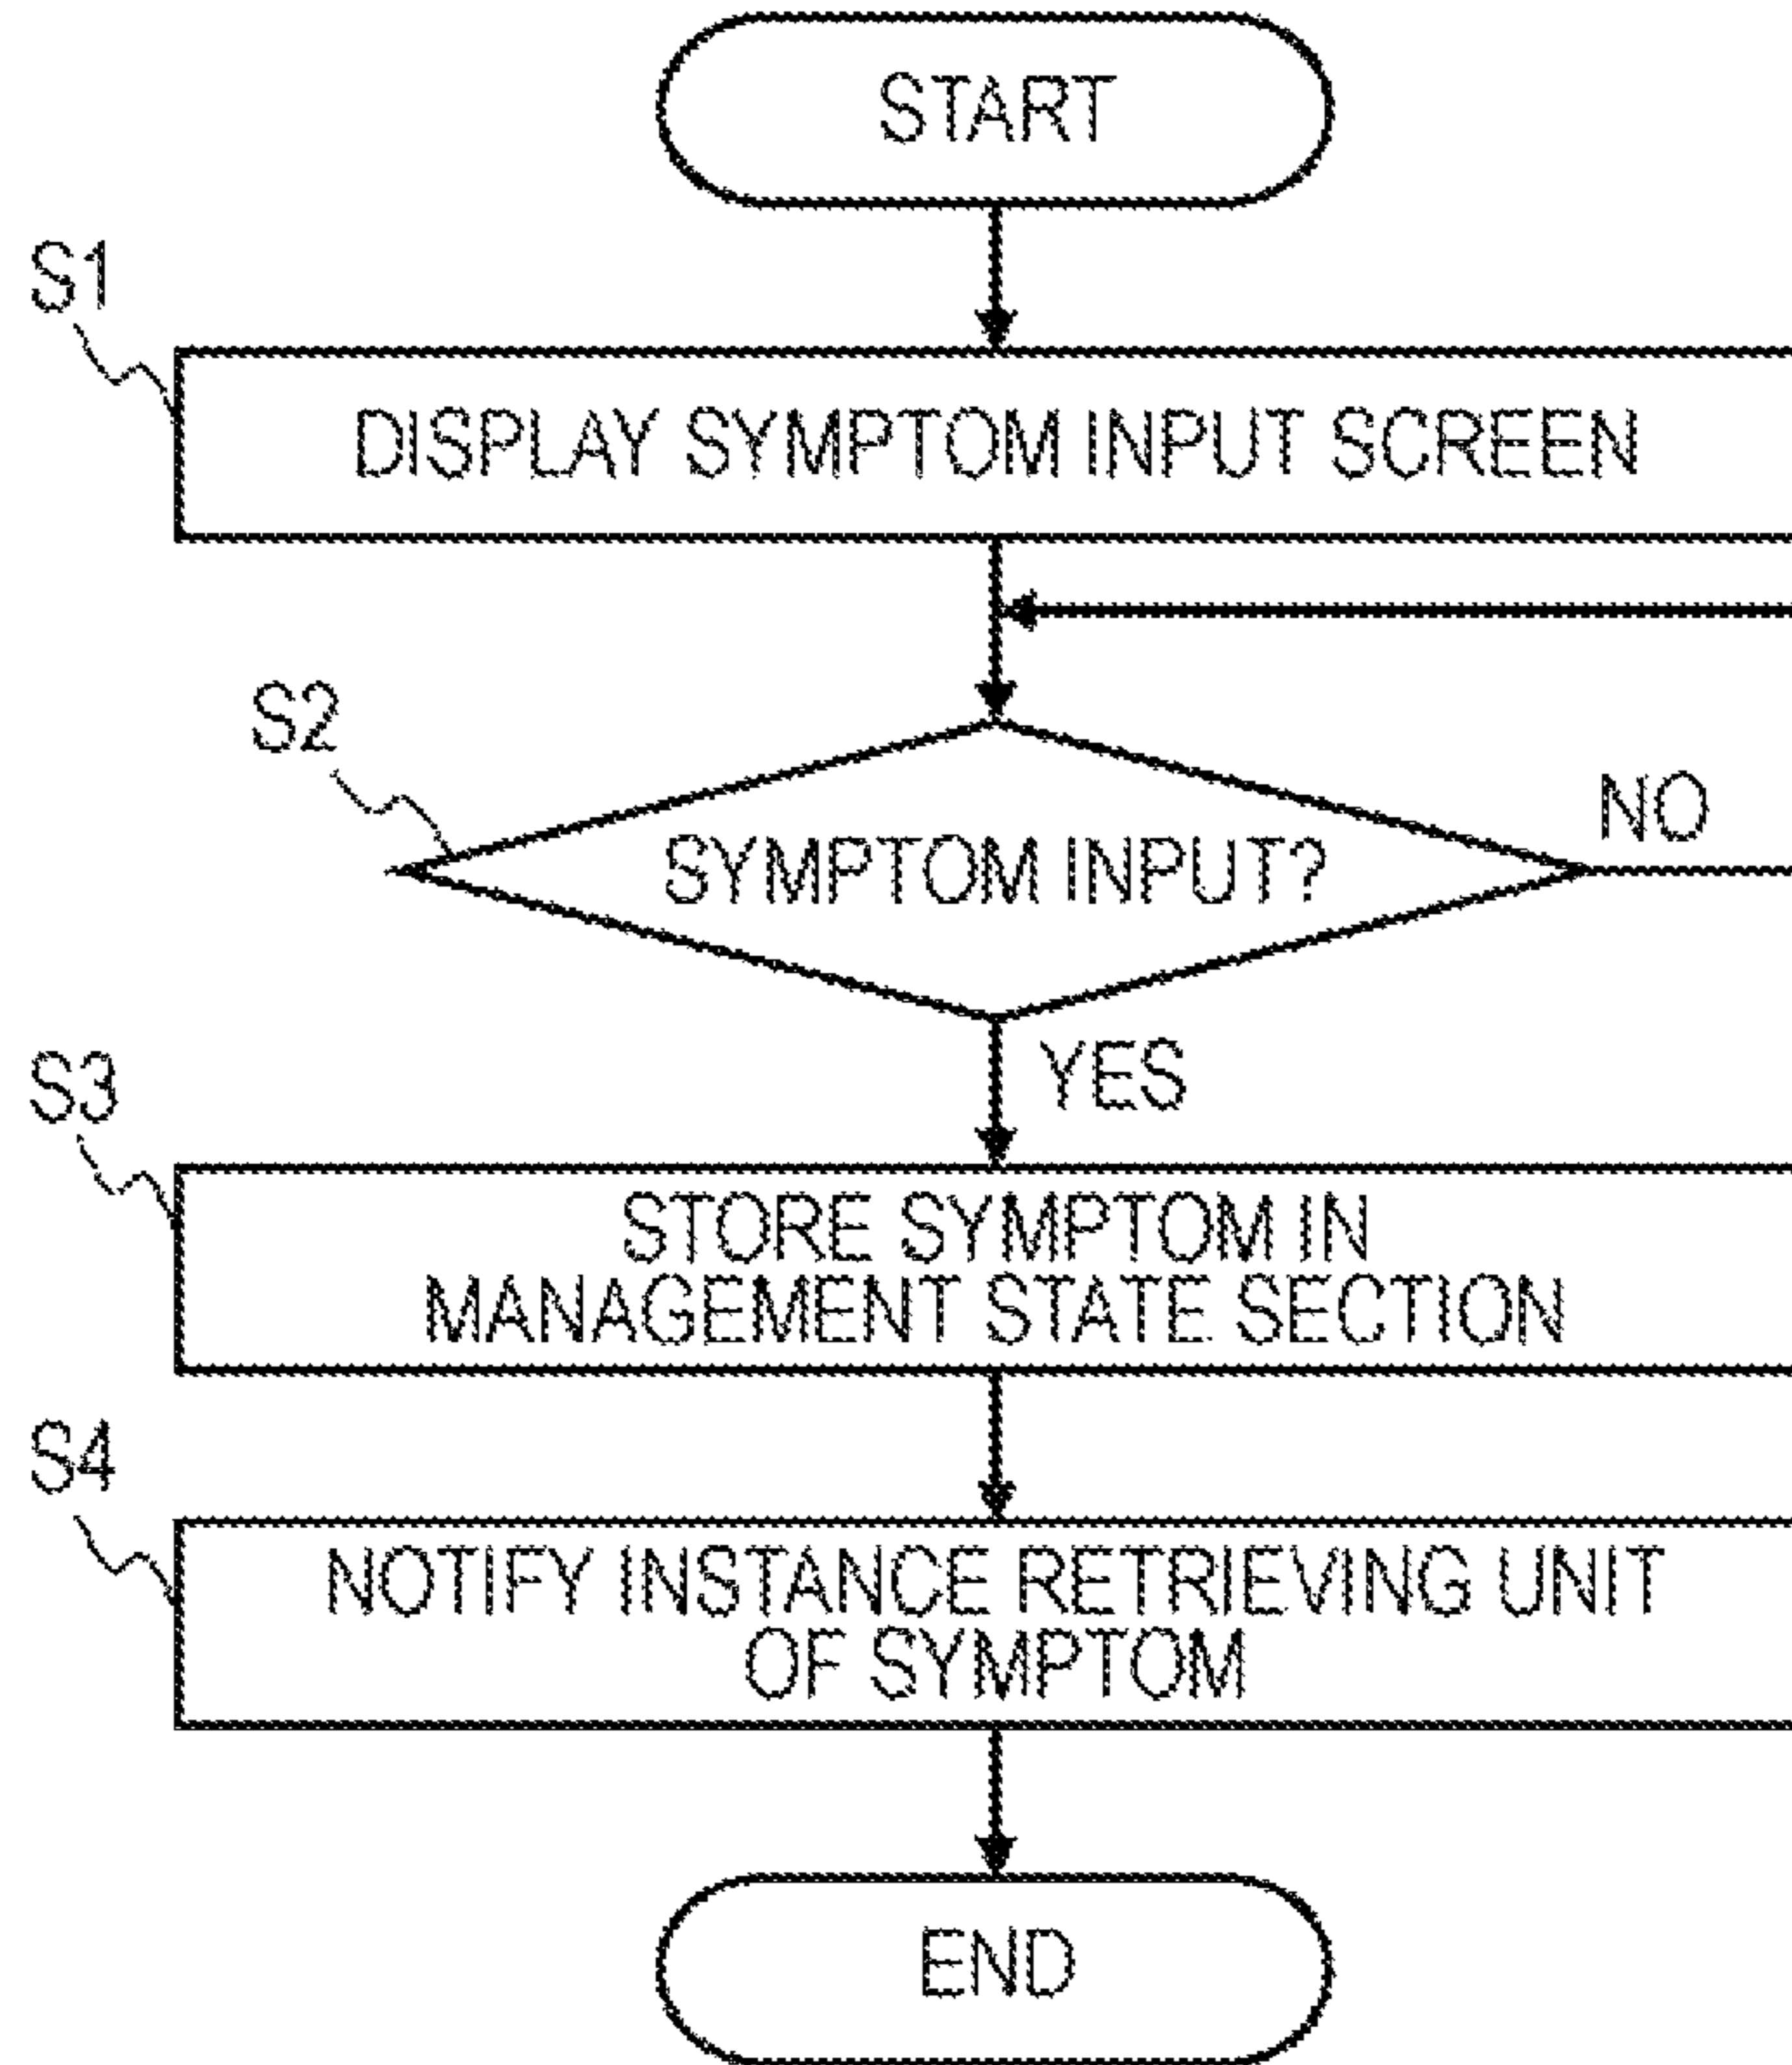 START
S1
DISPLAY SYMPTOM INPUT SCREEN
S2
NO
SYMPTOM INPUT?
YES
S3
STORE SYMPTOM IN
MANAGEMENT STATE SECTION
S4
NOTIFY INSTANCE RETRIEVING UNIT
OF SYMPTOM
END